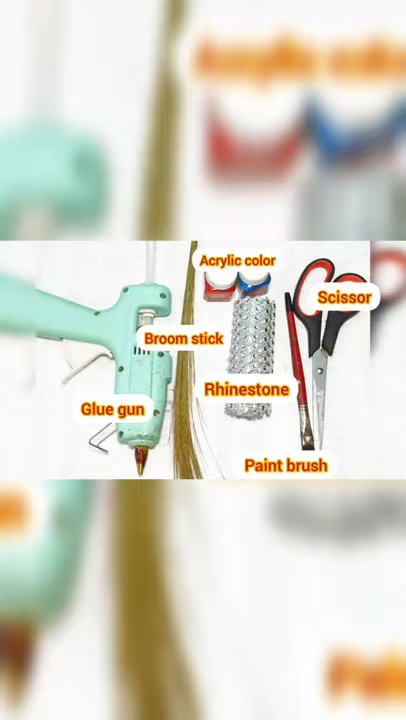 Acrylic color
Scissor
Broom stick
Rhinestone
Glue gun
Paint brush